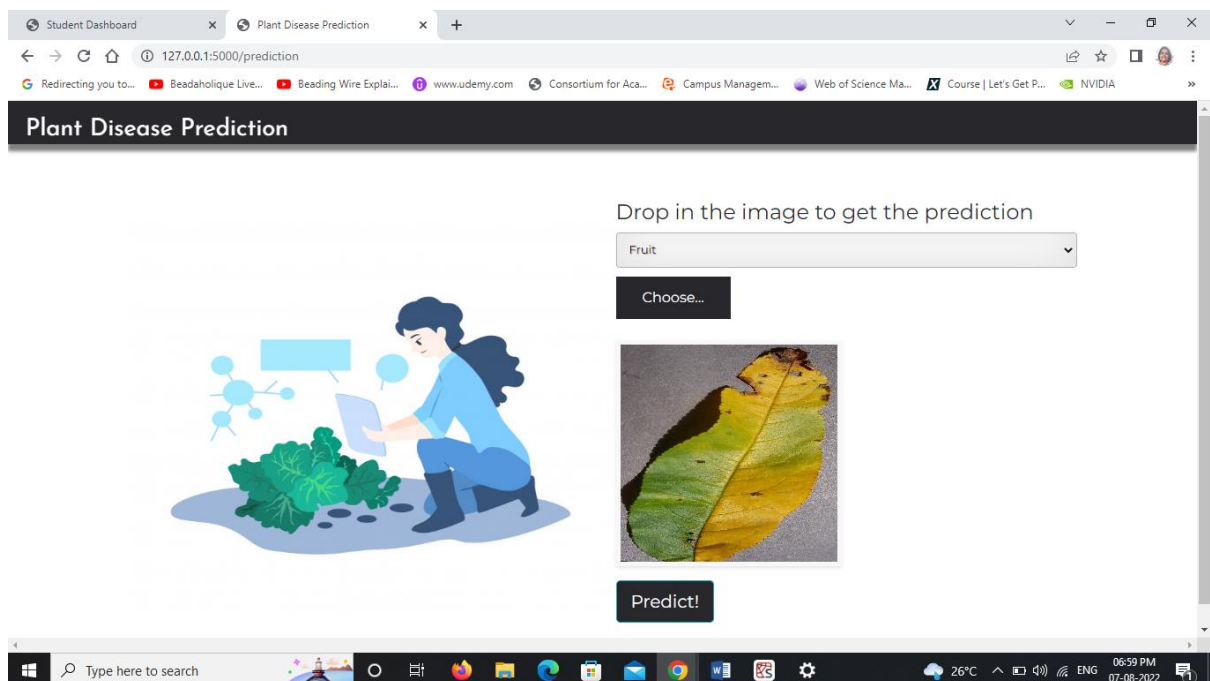 Student Dashboard
Plant Disease Prediction
127.0.0.1:5000/prediction
Redirecting you to... Beadaholique Live... Beading Wire Explai... www.udemy.com Consortium for Aca... Campus Managem... Web of Science Ma... Course | Let's Get P... NVIDIA »
Plant Disease Prediction
Drop in the image to get the prediction
Fruit
Choose...
Predict!
Type here to search
26°C ENG 06:59 PM
07-08-2022